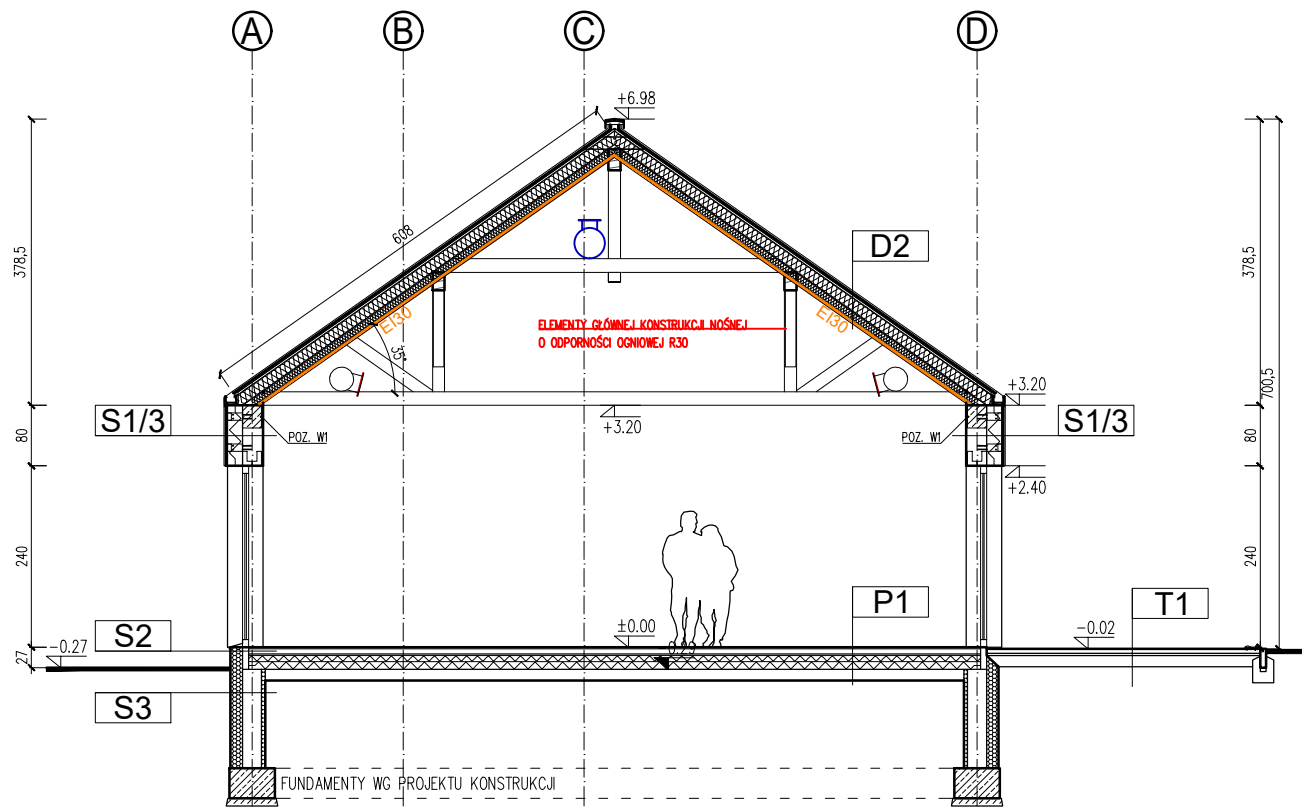 A
B
C
D
+6.98
608
378,5
D2
378,5
700,5
EI30
EI30
ELEMENTY GŁÓWNEJ KONSTRUKCJI NOŚNEJ
O ODPORNOŚCI OGNIOWEJ R30
35°
+3.20
+3.20
S1/3
S1/3
POZ. W1
POZ. W1
80
80
+2.40
240
240
P1
T1
S2
±0.00
-0.02
-0.27
27
-0.29
S3
FUNDAMENTY WG PROJEKTU KONSTRUKCJI